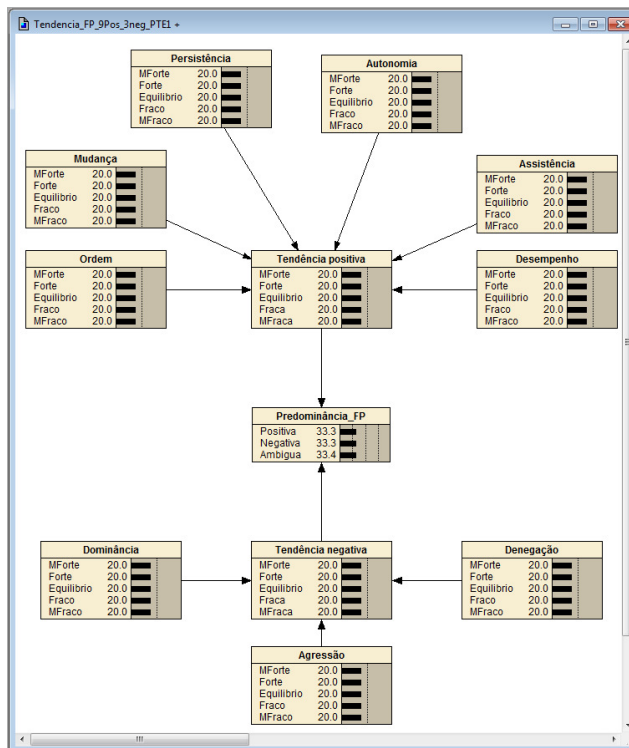 Tendencia_FP_9Pos_3neg_PTE1 *
Persistência
MForte 20.0
Forte 20.0
Equilibrio 20.0
Fraco 20.0
MFraco 20.0
Autonomia
MForte 20.0
Forte 20.0
Equilibrio 20.0
Fraco 20.0
MFraco 20.0
Mudança
MForte 20.0
Forte 20.0
Equilibrio 20.0
Fraco 20.0
MFraco 20.0
Assistência
MForte 20.0
Forte 20.0
Equilibrio 20.0
Fraco 20.0
MFraco 20.0
Ordem
MForte 20.0
Forte 20.0
Equilibrio 20.0
Fraco 20.0
MFraco 20.0
Tendência positiva
MForte 20.0
Forte 20.0
Equilibrio 20.0
Fraca 20.0
MFraca 20.0
Desempenho
MForte 20.0
Forte 20.0
Equilibrio 20.0
Fraco 20.0
MFraco 20.0
Predominância_FP
Positiva 33.3
Negativa 33.3
Ambigua 33.4
Dominância
MForte 20.0
Forte 20.0
Equilibrio 20.0
Fraco 20.0
MFraco 20.0
Tendência negativa
MForte 20.0
Forte 20.0
Equilibrio 20.0
Fraca 20.0
MFraca 20.0
Denegação
MForte 20.0
Forte 20.0
Equilibrio 20.0
Fraco 20.0
MFraco 20.0
Agressão
MForte 20.0
Forte 20.0
Equilibrio 20.0
Fraco 20.0
MFraco 20.0